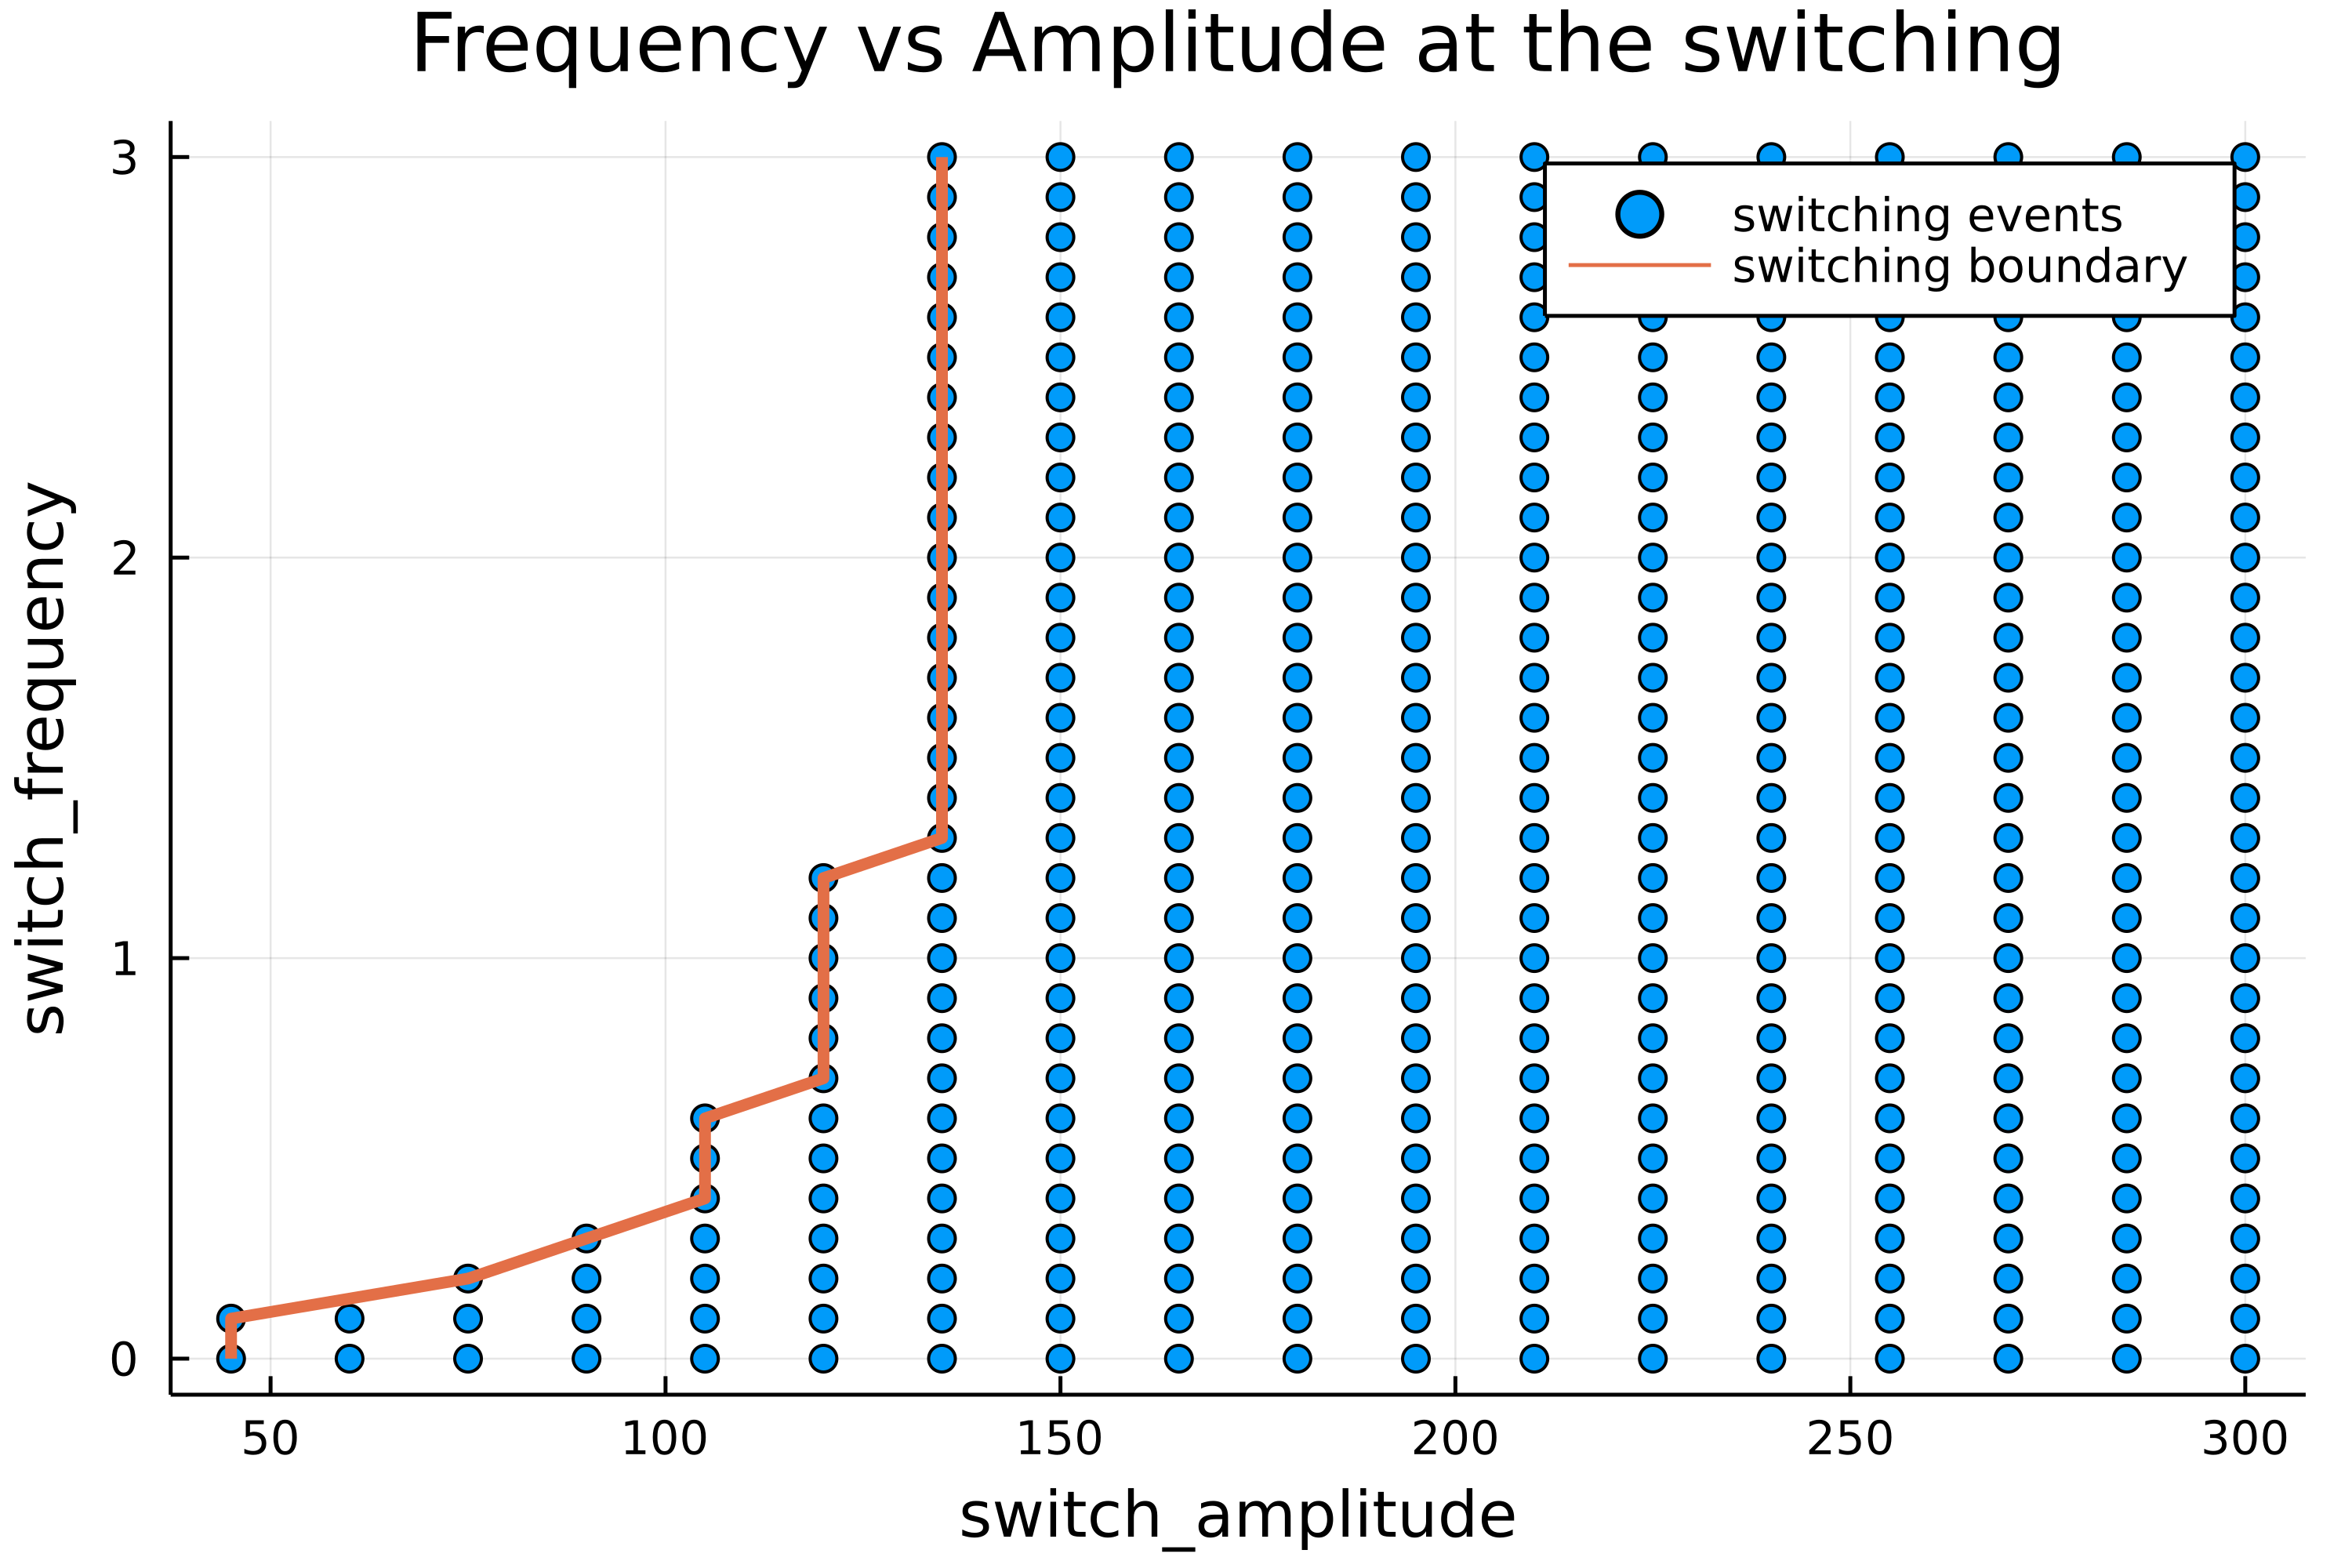 Frequency vs Amplitude at the switching
switching events
switching boundary
switch_frequency
3
2
1
0
50 100 150 200 250 300
switch_amplitude